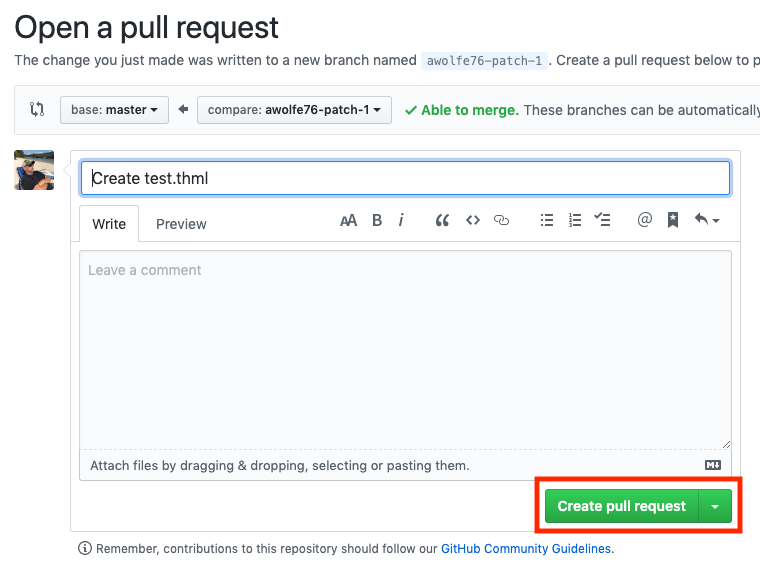 Open a pull request
The change you just made was written to a new branch named awolfe76-patch-1 . Create a pull request below to p
base: master compare: awolfe76-patch-1 Able to merge. These branches can be automatically
Create test.thml
Write Preview AA B i @
Leave a comment
Attach files by dragging & dropping, selecting or pasting them.
Create pull request
Remember, contributions to this repository should follow our GitHub Community Guidelines.